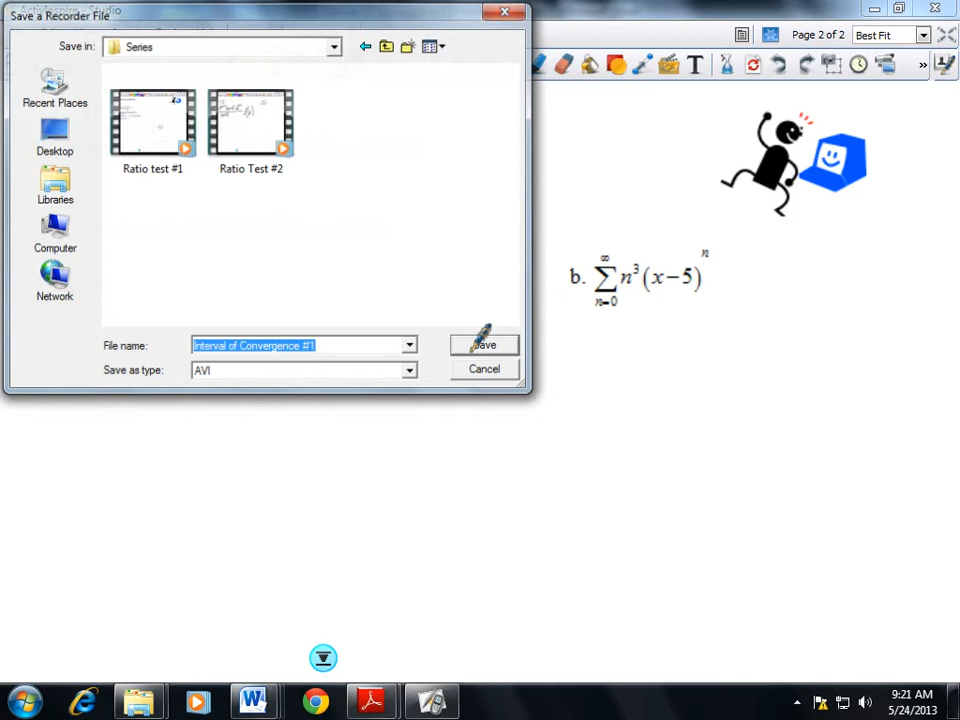 Save a Recorder File
Studio
Save in:
Series
Page 2 of 2
Best Fit
»
T
Recent Places
Desktop
Libraries
Computer
Network
Ratio test #1
Ratio Test #2
b. ∞∑n=0 n³(x−5)ⁿ
File name:
Interval of Convergence #1
Save
Save as type:
AVI
Cancel
9:21 AM
5/24/2013